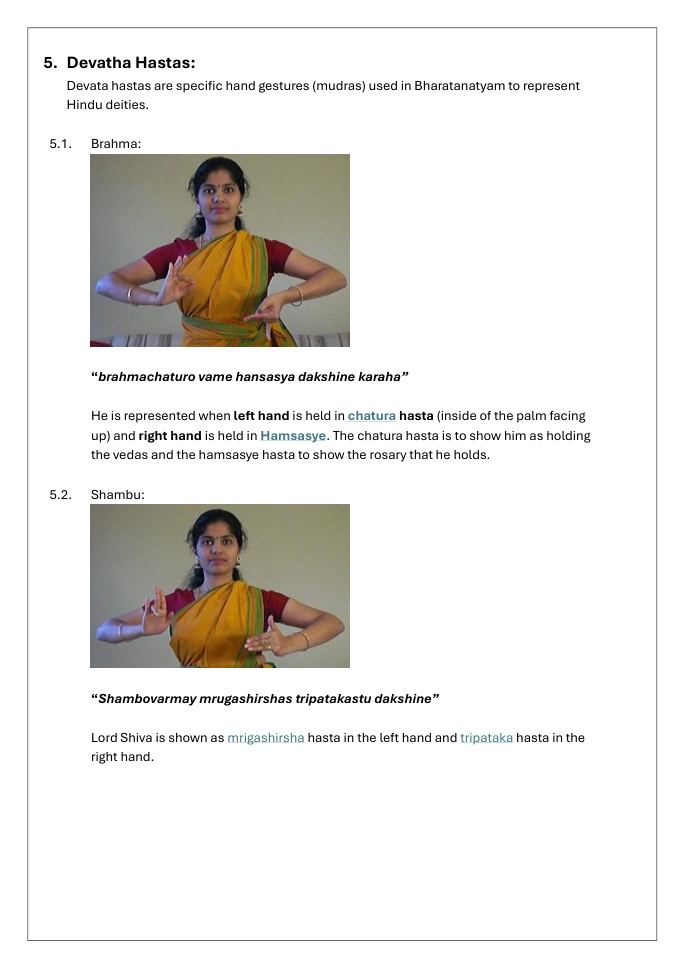 5. Devatha Hastas:
Devata hastas are specific hand gestures (mudras) used in Bharatanatyam to represent
Hindu deities.
5.1. Brahma:
“brahmachaturo vame hansasya dakshine karaha”
He is represented when left hand is held in chatura hasta (inside of the palm facing
up) and right hand is held in Hamsasye. The chatura hasta is to show him as holding
the vedas and the hamsasye hasta to show the rosary that he holds.
5.2. Shambu:
“Shambovarmay mrugashirshas tripatakastu dakshine”
Lord Shiva is shown as mrigashirsha hasta in the left hand and tripataka hasta in the
right hand.